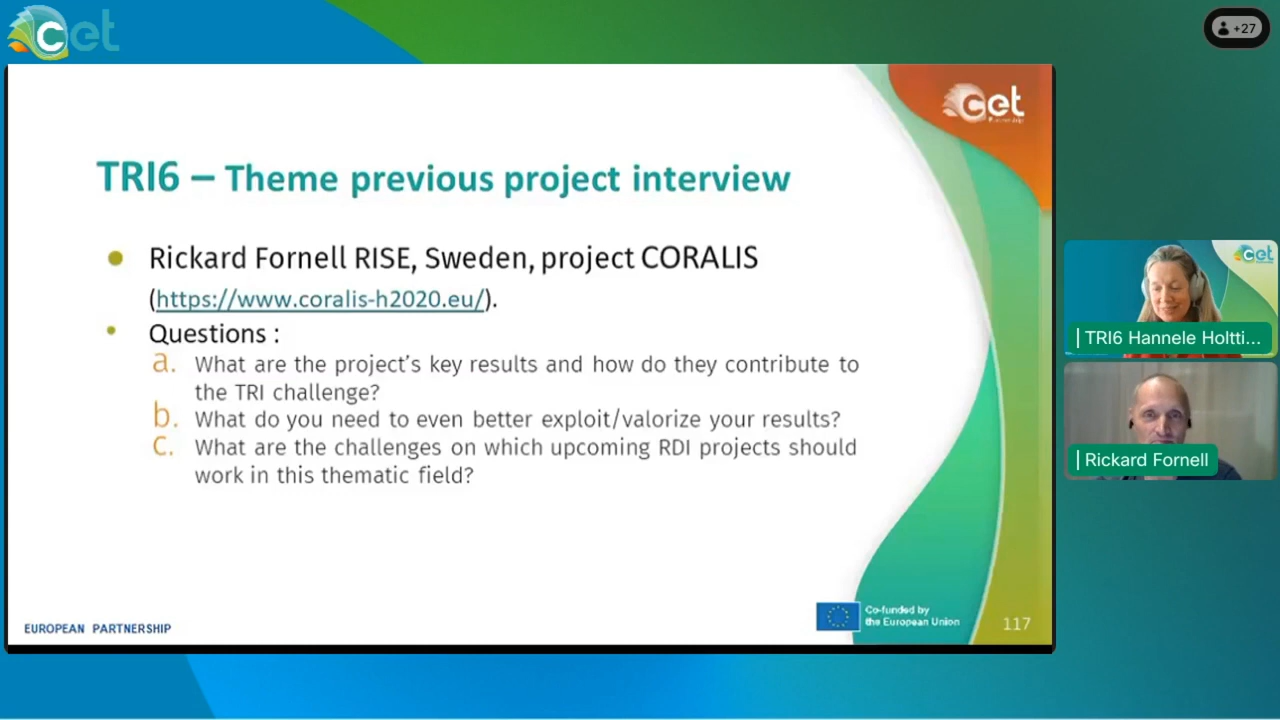 cet
+27
cet
Partnership
TRI6 – Theme previous project interview
Rickard Fornell RISE, Sweden, project CORALIS
(https://www.coralis-h2020.eu/).
Questions :
a. What are the project's key results and how do they contribute to
the TRI challenge?
b. What do you need to even better exploit/valorize your results?
c. What are the challenges on which upcoming RDI projects should
work in this thematic field?
cet
TRI6 Hannele Holtti...
Rickard Fornell
Co-funded by
the European Union
117
EUROPEAN PARTNERSHIP